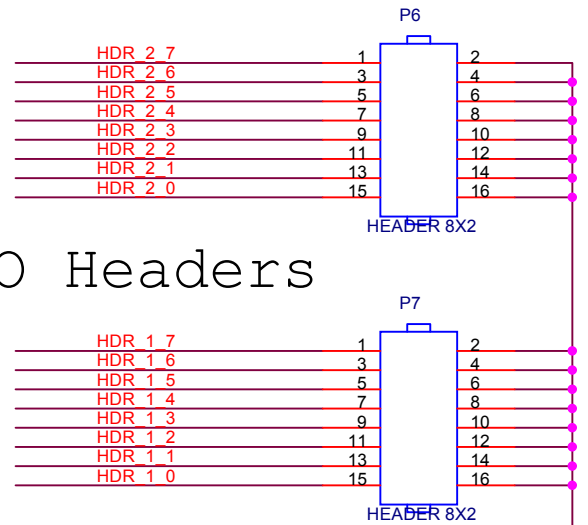 P6
HDR_2_7 1 2
HDR_2_6 3 4
HDR_2_5 5 6
HDR_2_4 7 8
HDR_2_3 9 10
HDR_2_2 11 12
HDR_2_1 13 14
HDR_2_0 15 16
HEADER 8X2
O Headers
P7
HDR_1_7 1 2
HDR_1_6 3 4
HDR_1_5 5 6
HDR_1_4 7 8
HDR_1_3 9 10
HDR_1_2 11 12
HDR_1_1 13 14
HDR_1_0 15 16
HEADER 8X2